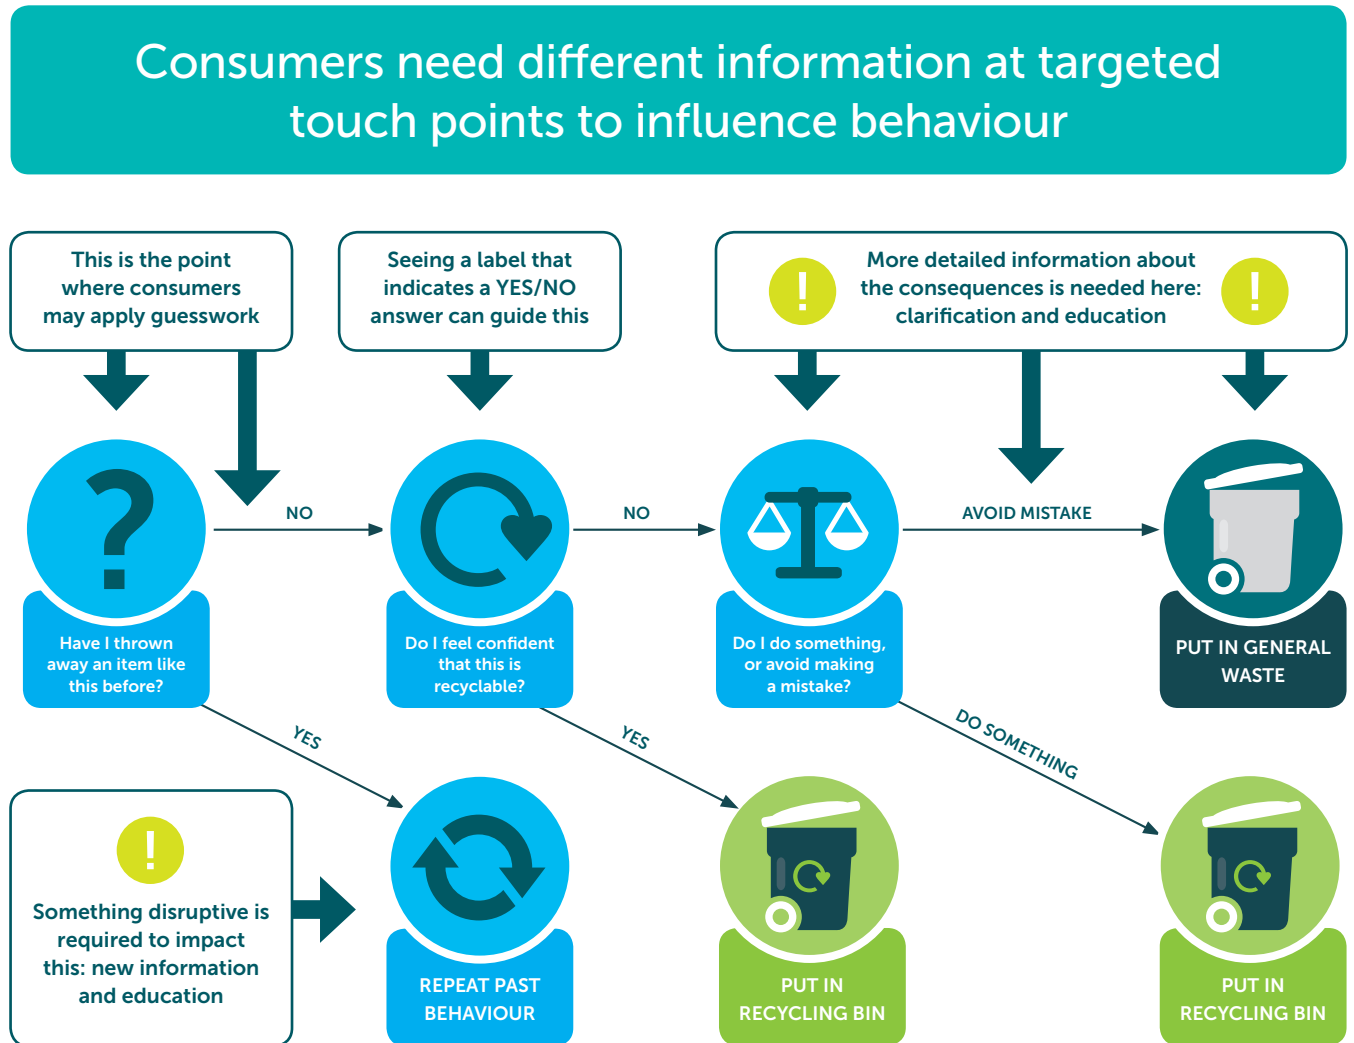 Consumers need different information at targeted
touch points to influence behaviour
This is the point
where consumers
may apply guesswork
Seeing a label that
indicates a YES/NO
answer can guide this
!
More detailed information about
the consequences is needed here:
clarification and education
!
?
NO
NO
AVOID MISTAKE
Have I thrown
away an item like
this before?
Do I feel confident
that this is
recyclable?
Do I do something,
or avoid making
a mistake?
PUT IN GENERAL
WASTE
YES
YES
DO SOMETHING
!
Something disruptive is
required to impact
this: new information
and education
REPEAT PAST
BEHAVIOUR
PUT IN
RECYCLING BIN
PUT IN
RECYCLING BIN